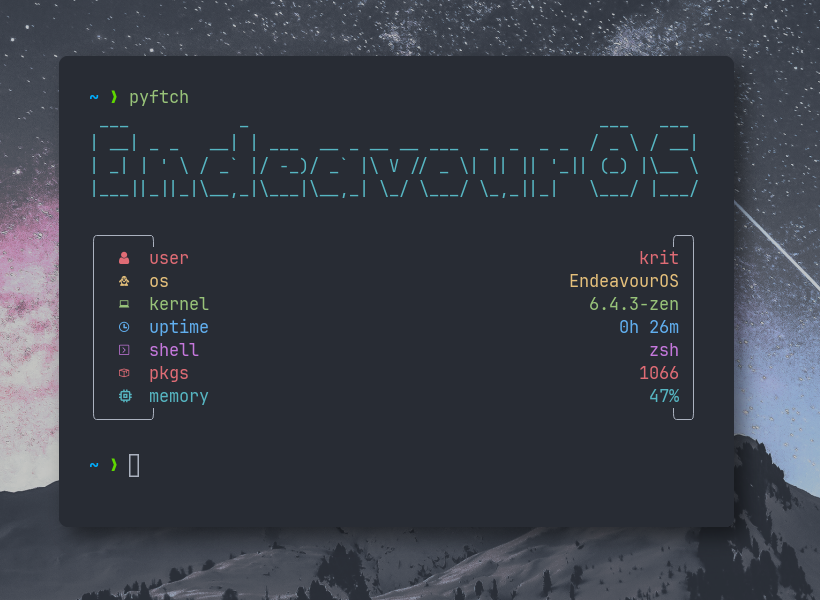 ~ ❯ pyftch
EndeavourOS
user krit
os EndeavourOS
kernel 6.4.3-zen
uptime 0h 26m
shell zsh
pkgs 1066
memory 47%
~ ❯